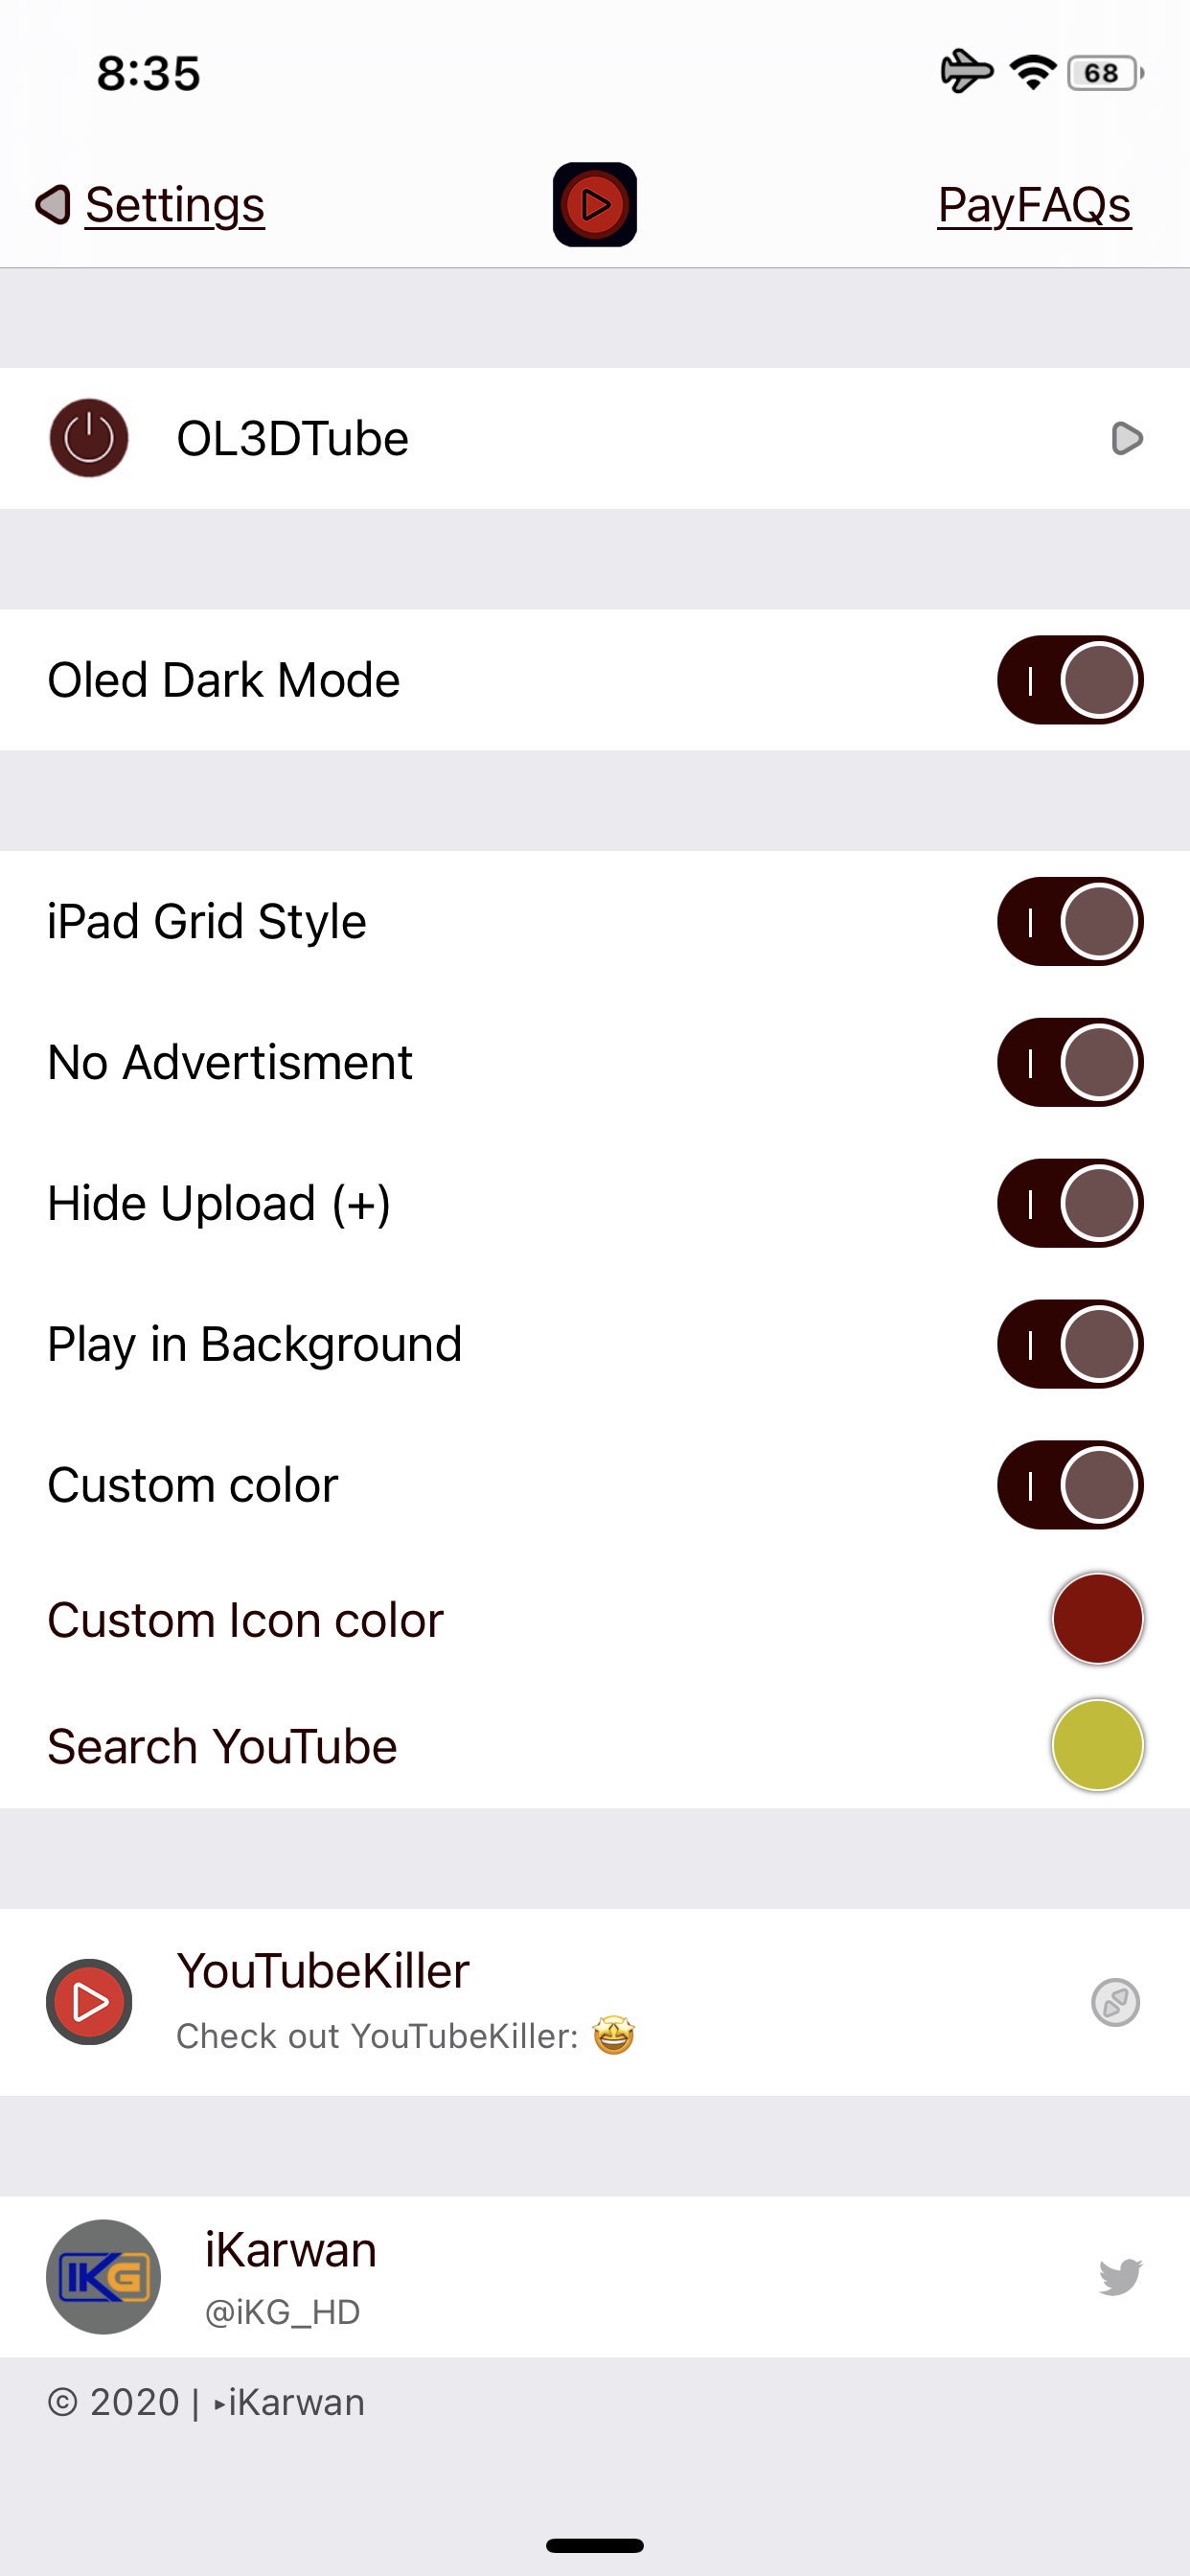 8:35
68
Settings
PayFAQs
OL3DTube
Oled Dark Mode
iPad Grid Style
No Advertisment
Hide Upload (+)
Play in Background
Custom color
Custom Icon color
Search YouTube
YouTubeKiller
Check out YouTubeKiller: 🤩
IKG
iKarwan
@iKG_HD
© 2020 | ‣iKarwan